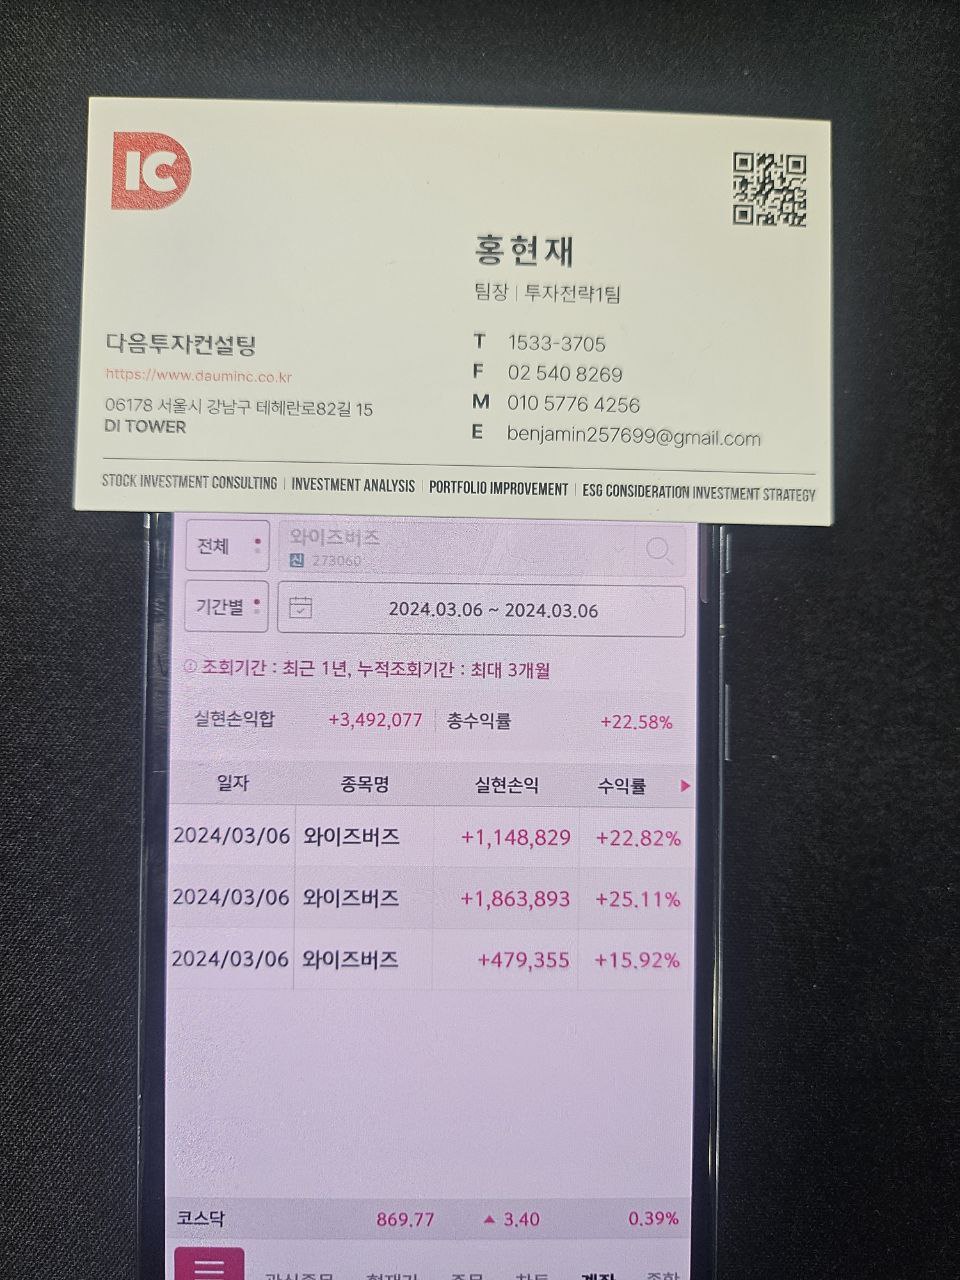 IC
홍현재
팀장 | 투자전략1팀
다음투자컨설팅
https://www.dauminc.co.kr
06178 서울시 강남구 테헤란로82길 15
DI TOWER
T 1533-3705
F 02 540 8269
M 010 5776 4256
E benjamin257699@gmail.com
STOCK INVESTMENT CONSULTING | INVESTMENT ANALYSIS | PORTFOLIO IMPROVEMENT | ESG CONSIDERATION INVESTMENT STRATEGY
전체 와이즈버즈
신 273060
기간별 2024.03.06 ~ 2024.03.06
조회기간 : 최근 1년, 누적조회기간 : 최대 3개월
실현손익합 +3,492,077 총수익률 +22.58%
일자 종목명 실현손익 수익률
2024/03/06 와이즈버즈 +1,148,829 +22.82%
2024/03/06 와이즈버즈 +1,863,893 +25.11%
2024/03/06 와이즈버즈 +479,355 +15.92%
코스닥 869.77 ▲ 3.40 0.39%